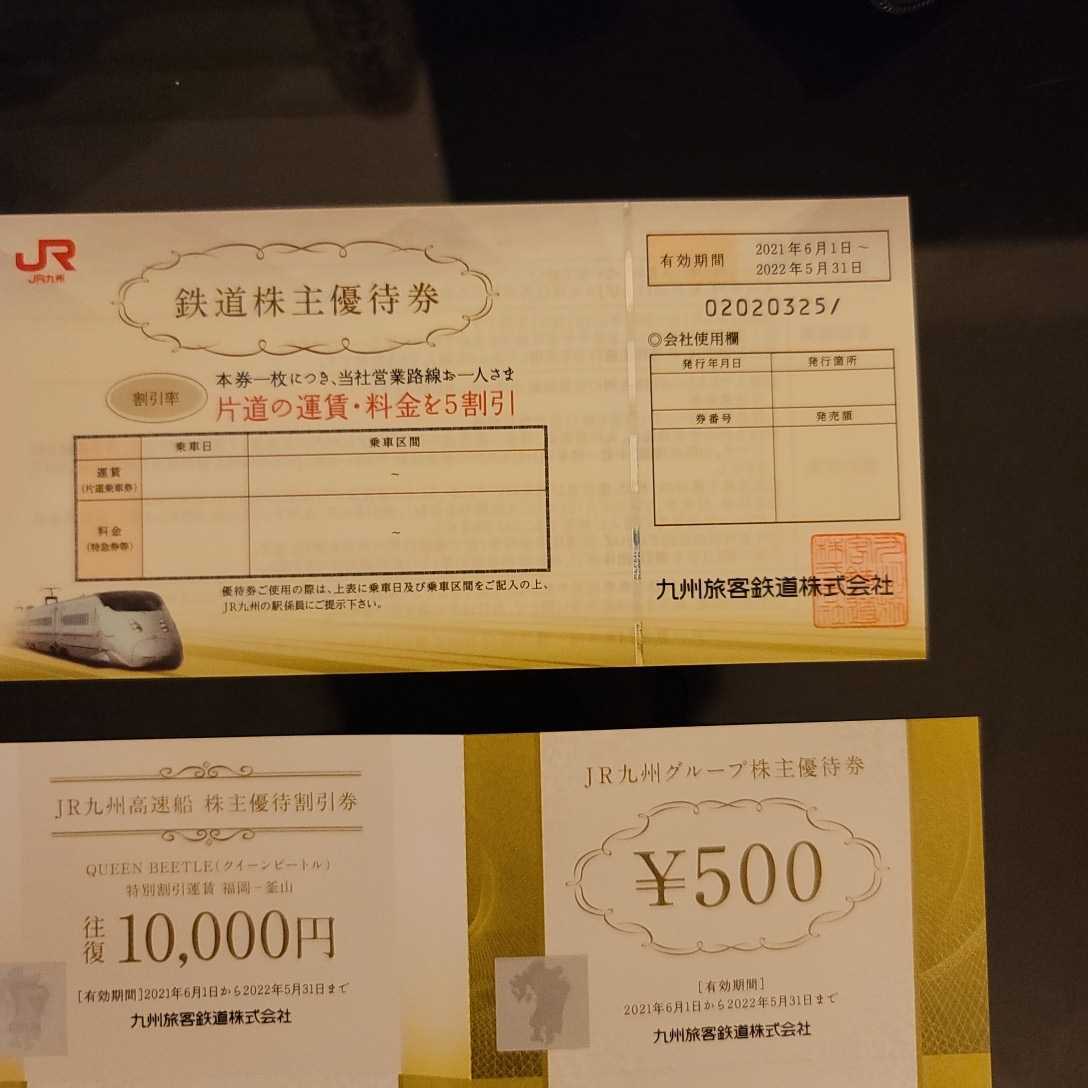 JR
JR九州
鉄道株主優待券
割引率
本券一枚につき、当社営業路線お一人さま
片道の運賃・料金を5割引
乗車日
乗車区間
運賃
(片道乗車券)
~
料金
(特急券等)
~
優待券ご使用の際は、上表に乗車日及び乗車区間をご記入の上、
JR九州の駅係員にご提示下さい。
有効期間
2021年6月1日~
2022年5月31日
02020325/
◎会社使用欄
発行年月日
発行箇所
券番号
発売額
九州旅客鉄道株式会社
JR九州高速船 株主優待割引券
QUEEN BEETLE(クイーンビートル)
特別割引運賃 福岡-釜山
往復 10,000円
[有効期間]2021年6月1日から2022年5月31日まで
九州旅客鉄道株式会社
JR九州グループ株主優待券
¥500
[有効期間]
2021年6月1日から2022年5月31日まで
九州旅客鉄道株式会社